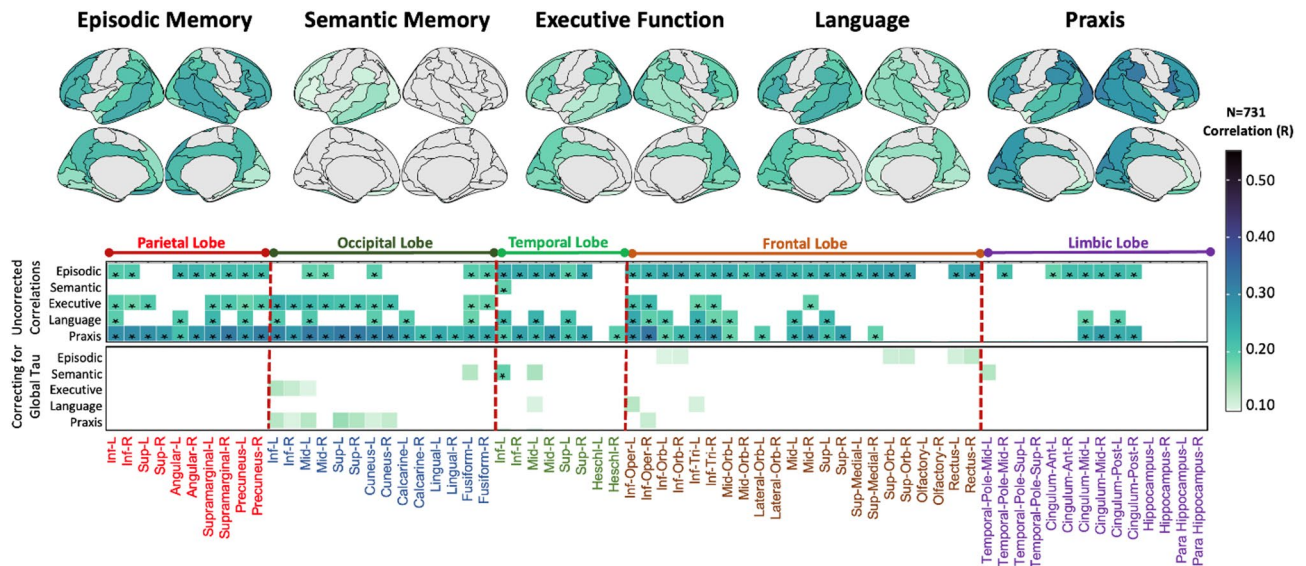 Episodic Memory
Semantic Memory
Executive Function
Language
Praxis
N=731
Correlation (R)
0.50
0.40
0.30
0.20
0.10
Parietal Lobe
Occipital Lobe
Temporal Lobe
Frontal Lobe
Limbic Lobe
Uncorrected
Correlations
Episodic
Semantic
Executive
Language
Praxis
Correcting for
Global Tau
Episodic
Semantic
Executive
Language
Praxis
Inf-L
Inf-R
Sup-L
Sup-R
Angular-L
Angular-R
Supramarginal-L
Supramarginal-R
Precuneus-L
Precuneus-R
Inf-L
Inf-R
Mid-L
Mid-R
Sup-L
Sup-R
Cuneus-L
Cuneus-R
Calcarine-L
Calcarine-R
Lingual-R
Lingual-L
Fusiform-L
Fusiform-R
Inf-L
Inf-R
Mid-L
Mid-R
Sup-L
Sup-R
Heschl-L
Heschl-R
Inf-Oper-L
Inf-Oper-R
Inf-Orb-L
Inf-Orb-R
Inf-Tri-L
Inf-Tri-R
Mid-Orb-L
Mid-Orb-R
Lateral-Orb-L
Lateral-Orb-R
Mid-L
Mid-R
Sup-L
Sup-R
Sup-Medial-L
Sup-Medial-R
Sup-Orb-L
Sup-Orb-R
Olfactory-L
Olfactory-R
Rectus-L
Rectus-R
Temporal-Pole-Mid-L
Temporal-Pole-Mid-R
Temporal-Pole-Sup-L
Temporal-Pole-Sup-R
Cingulum-Ant-L
Cingulum-Ant-R
Cingulum-Mid-L
Cingulum-Mid-R
Cingulum-Post-L
Cingulum-Post-R
Hippocampus-L
Hippocampus-R
Para Hippocampus-L
Para Hippocampus-R